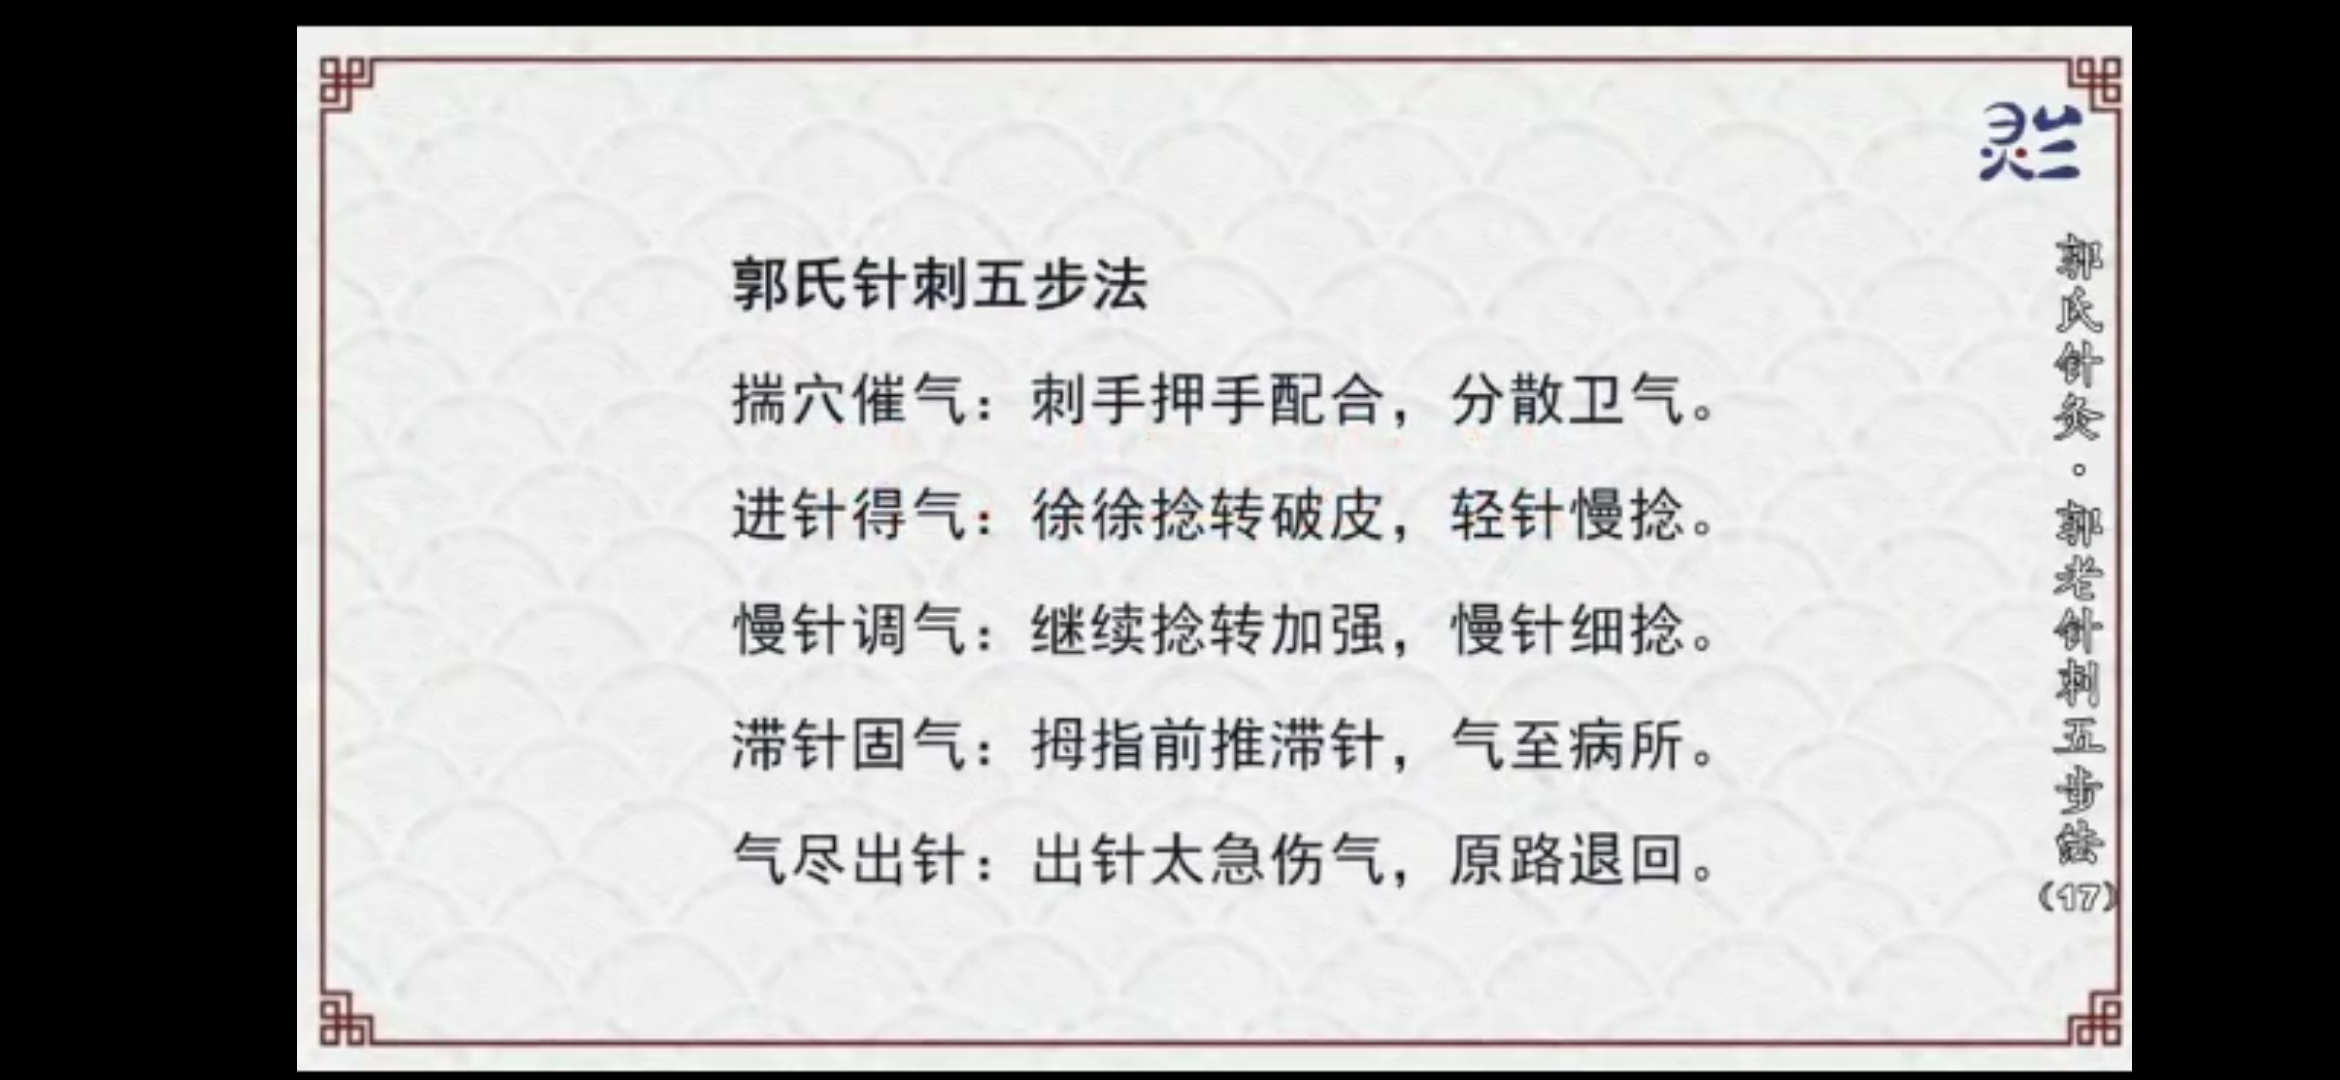 郭氏针刺五步法
揣穴催气：刺手押手配合，分散卫气。
进针得气：徐徐捻转破皮，轻针慢捻。
慢针调气：继续捻转加强，慢针细捻。
滞针固气：拇指前推滞针，气至病所。
气尽出针：出针太急伤气，原路退回。
灵兰
郭氏针灸·郭老针刺五步法（17）